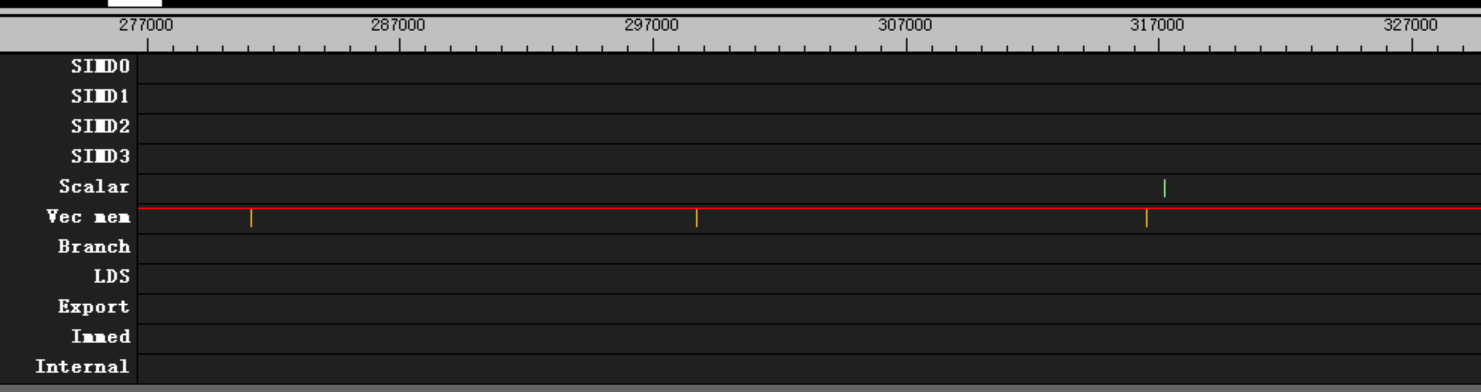 277000 287000 297000 307000 317000 327000
SIMD0
SIMD1
SIMD2
SIMD3
Scalar
Vec mem
Branch
LDS
Export
Immed
Internal